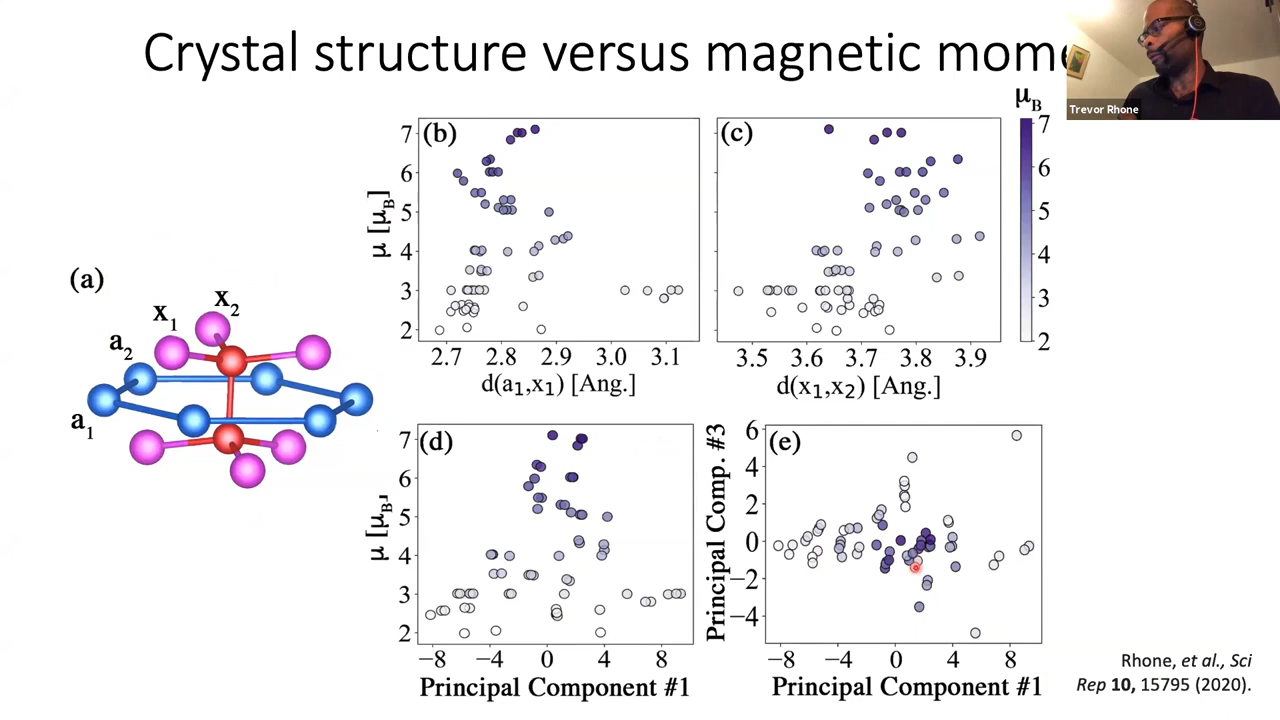 Crystal structure versus magnetic mome
Trevor Rhone
μB
(a)
x1
x2
a2
a1
(b)
7
6
5
4
3
2
μ [μB]
2.7 2.8 2.9 3.0 3.1
d(a1,x1) [Ang.]
(c)
3.5 3.6 3.7 3.8 3.9
d(x1,x2) [Ang.]
7
6
5
4
3
2
(d)
7
6
5
4
3
2
μ [μB]
−8 −4 0 4 8
Principal Component #1
(e)
6
4
2
0
−2
−4
Principal Comp. #3
−8 −4 0 4 8
Principal Component #1
Rhone, et al., Sci
Rep 10, 15795 (2020).